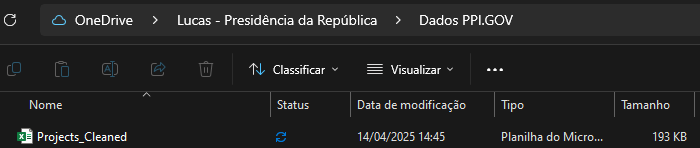 OneDrive > Lucas - Presidência da República > Dados PPI.GOV
Classificar Visualizar ...
Nome Status Data de modificação Tipo Tamanho
Projects_Cleaned 14/04/2025 14:45 Planilha do Micro... 193 KB